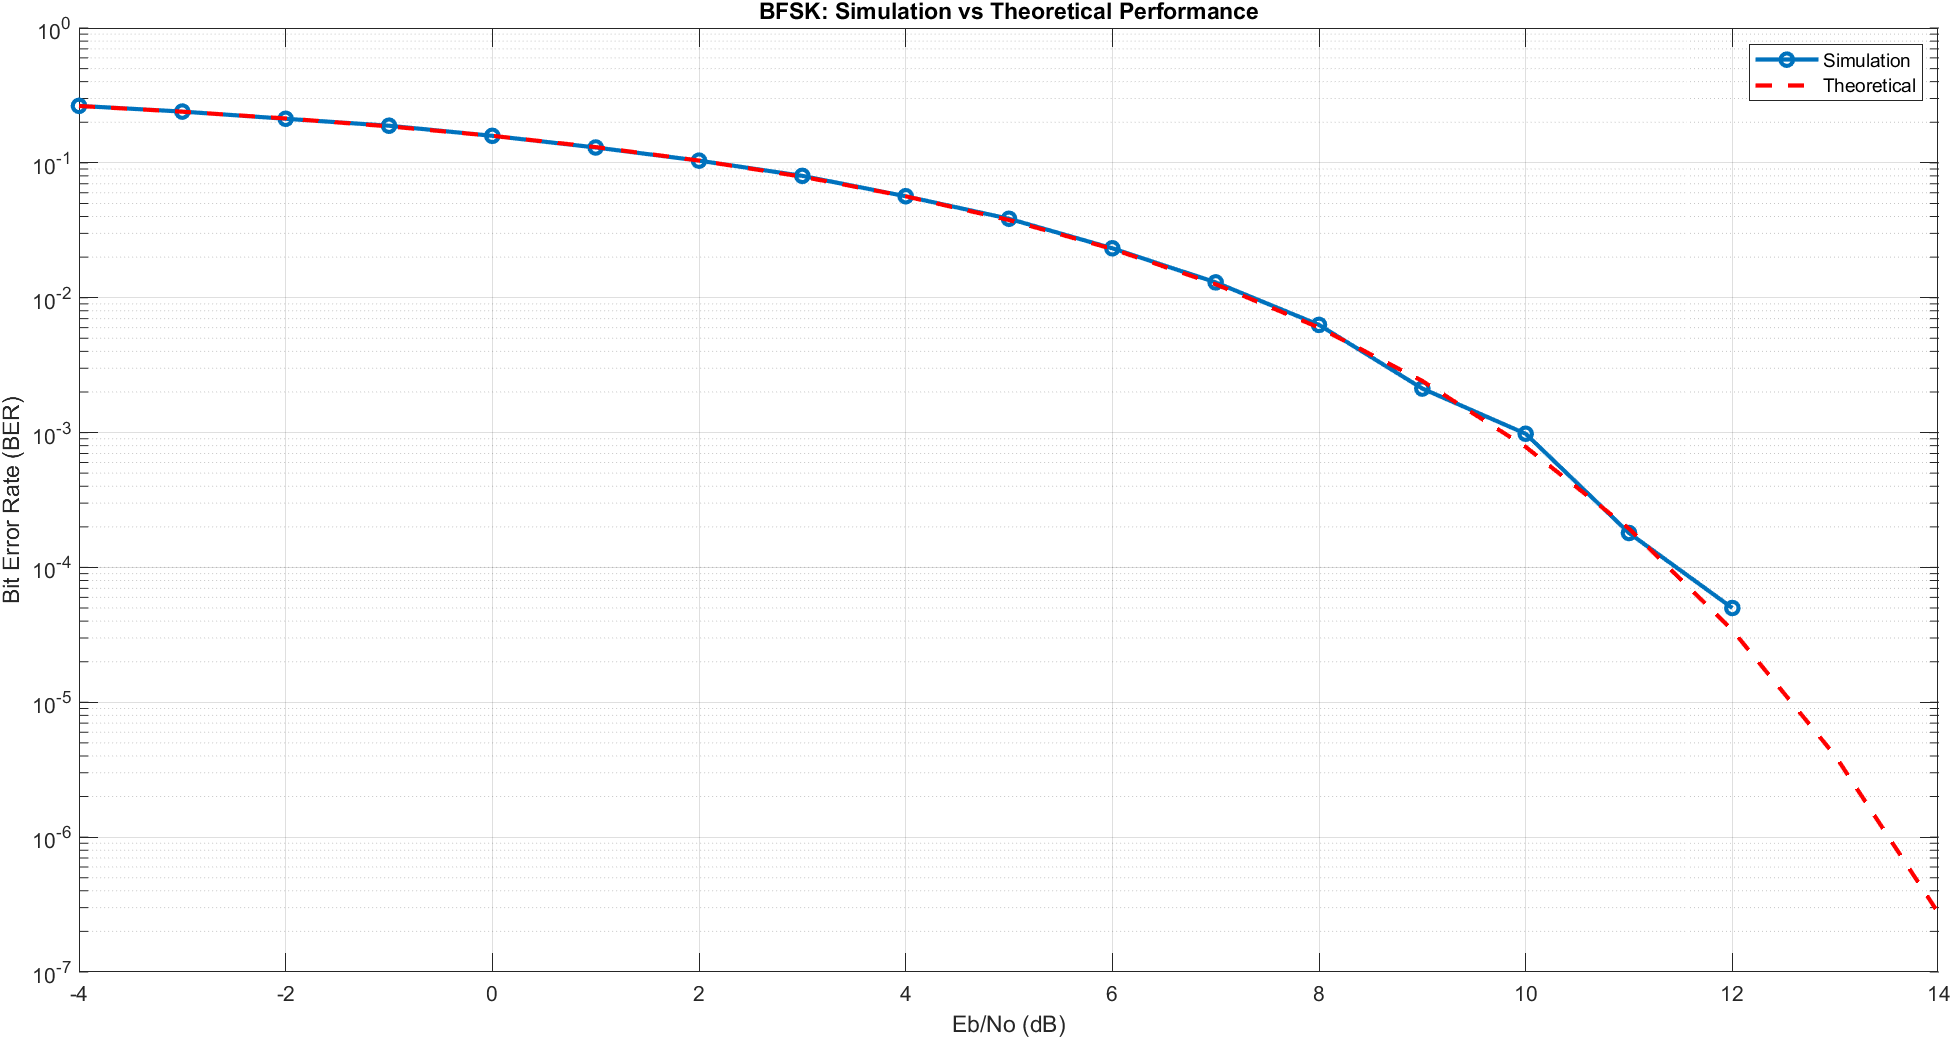 BFSK: Simulation vs Theoretical Performance
Simulation
Theoretical
Bit Error Rate (BER)
10^0
10^-1
10^-2
10^-3
10^-4
10^-5
10^-6
10^-7
-4 -2 0 2 4 6 8 10 12 14
Eb/No (dB)